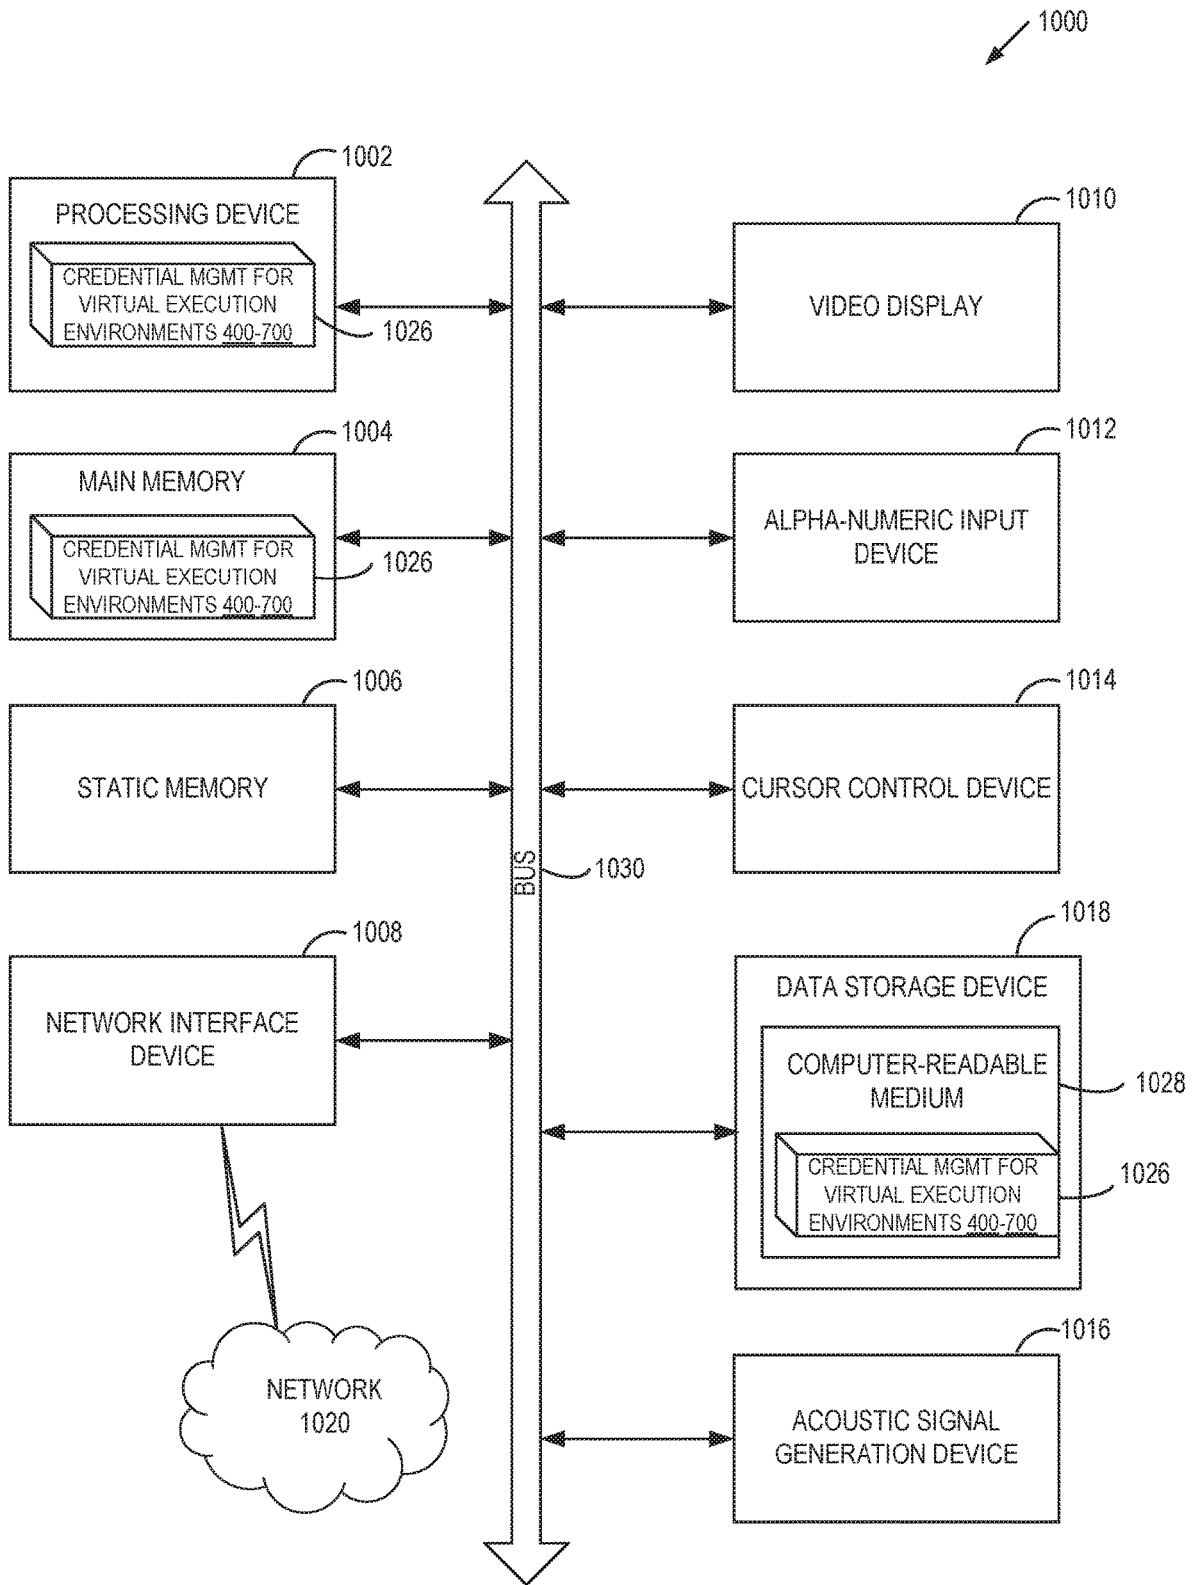 1000
1002
PROCESSING DEVICE
CREDENTIAL MGMT FOR
VIRTUAL EXECUTION
ENVIRONMENTS 400-700
1026
1004
MAIN MEMORY
CREDENTIAL MGMT FOR
VIRTUAL EXECUTION
ENVIRONMENTS 400-700
1026
1006
STATIC MEMORY
1008
NETWORK INTERFACE
DEVICE
NETWORK
1020
BUS
1030
1010
VIDEO DISPLAY
1012
ALPHA-NUMERIC INPUT
DEVICE
1014
CURSOR CONTROL DEVICE
1018
DATA STORAGE DEVICE
COMPUTER-READABLE
MEDIUM
1028
CREDENTIAL MGMT FOR
VIRTUAL EXECUTION
ENVIRONMENTS 400-700
1026
1016
ACOUSTIC SIGNAL
GENERATION DEVICE